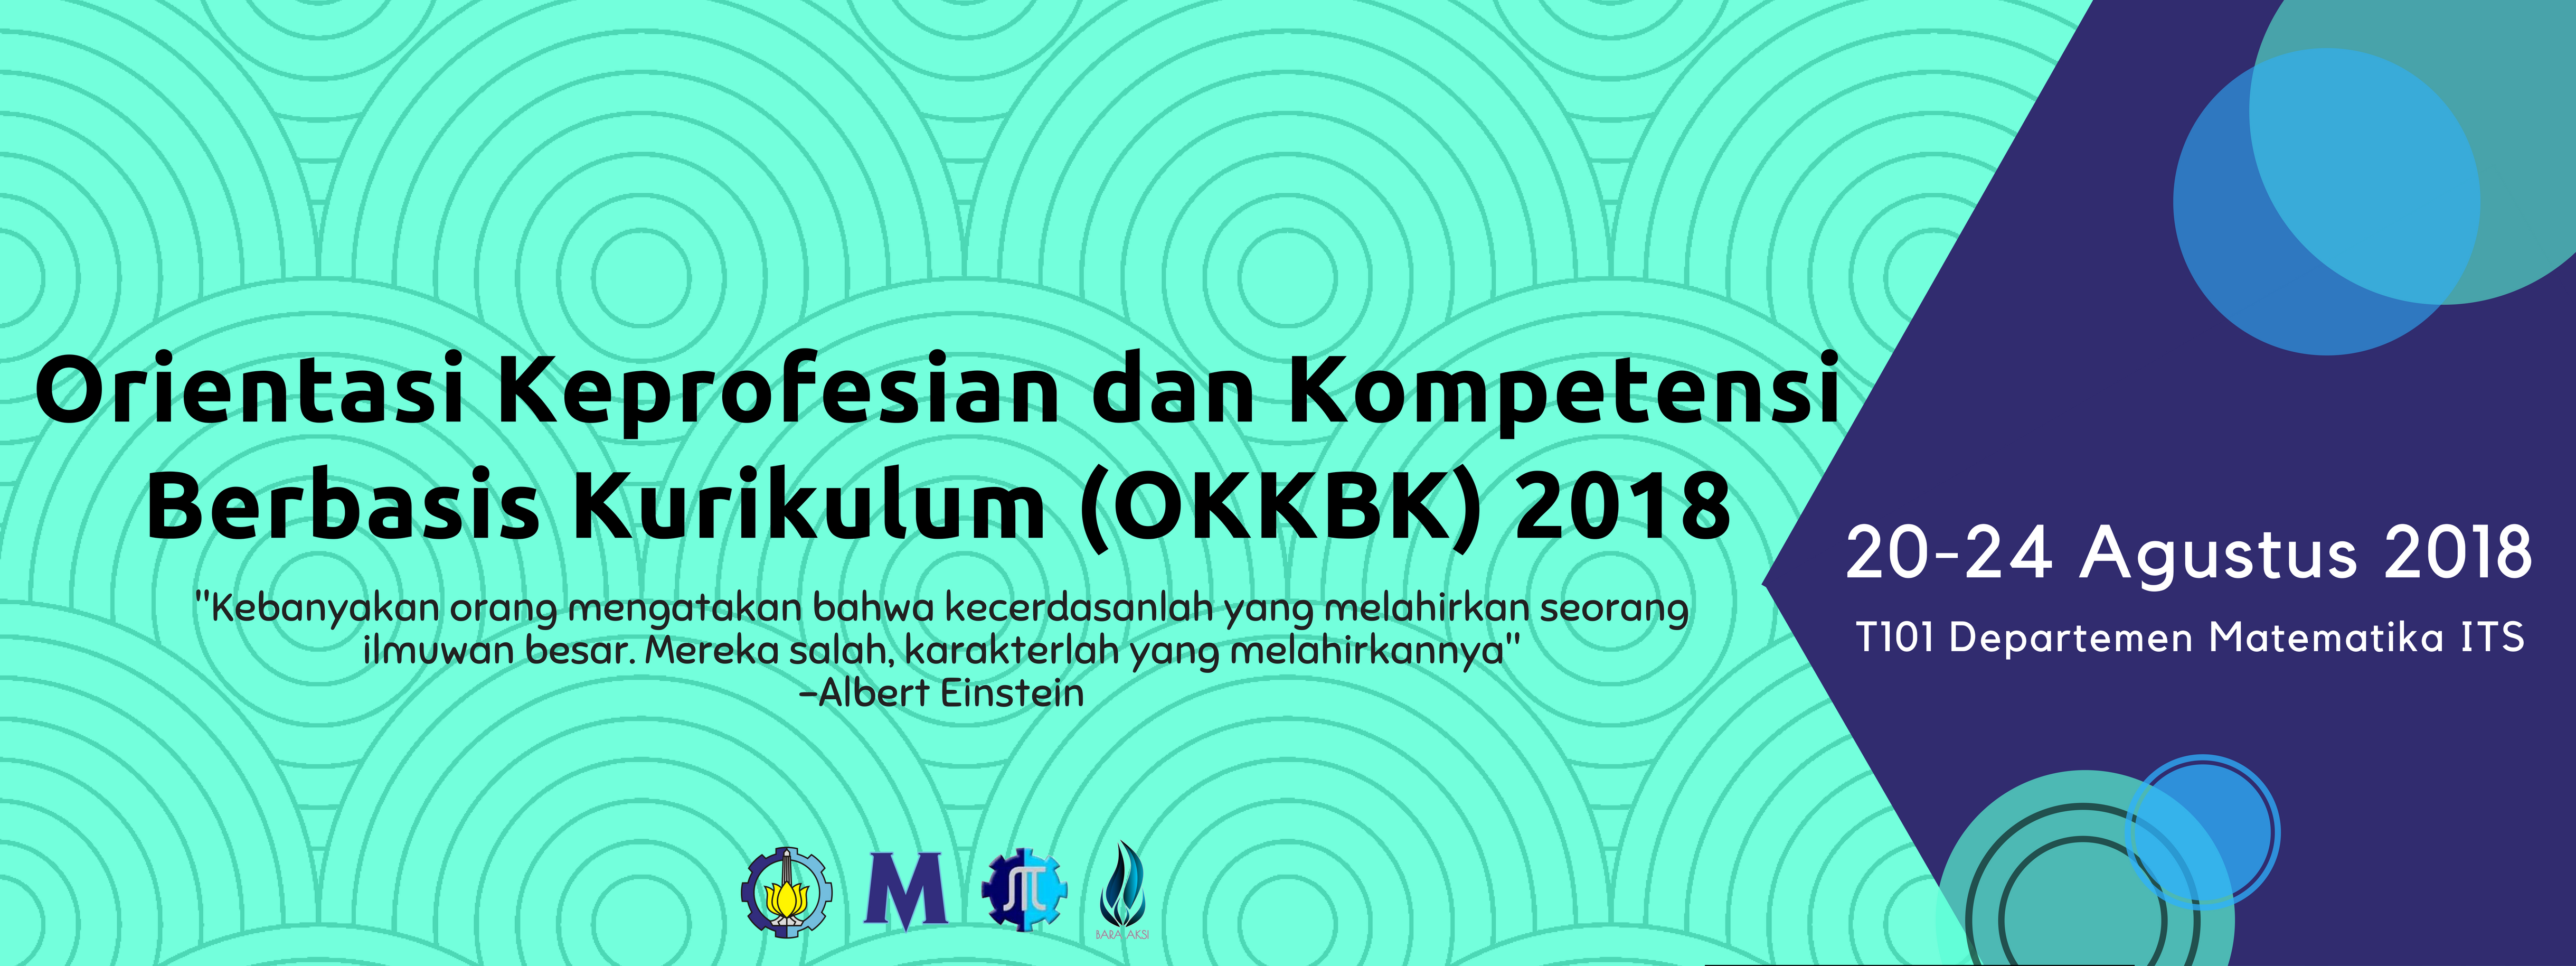 Orientasi Keprofesian dan Kompetensi
Berbasis Kurikulum (OKKBK) 2018
"Kebanyakan orang mengatakan bahwa kecerdasanlah yang melahirkan seorang
ilmuwan besar. Mereka salah, karakterlah yang melahirkannya"
-Albert Einstein
20-24 Agustus 2018
T101 Departemen Matematika ITS
M
BARA AKSI